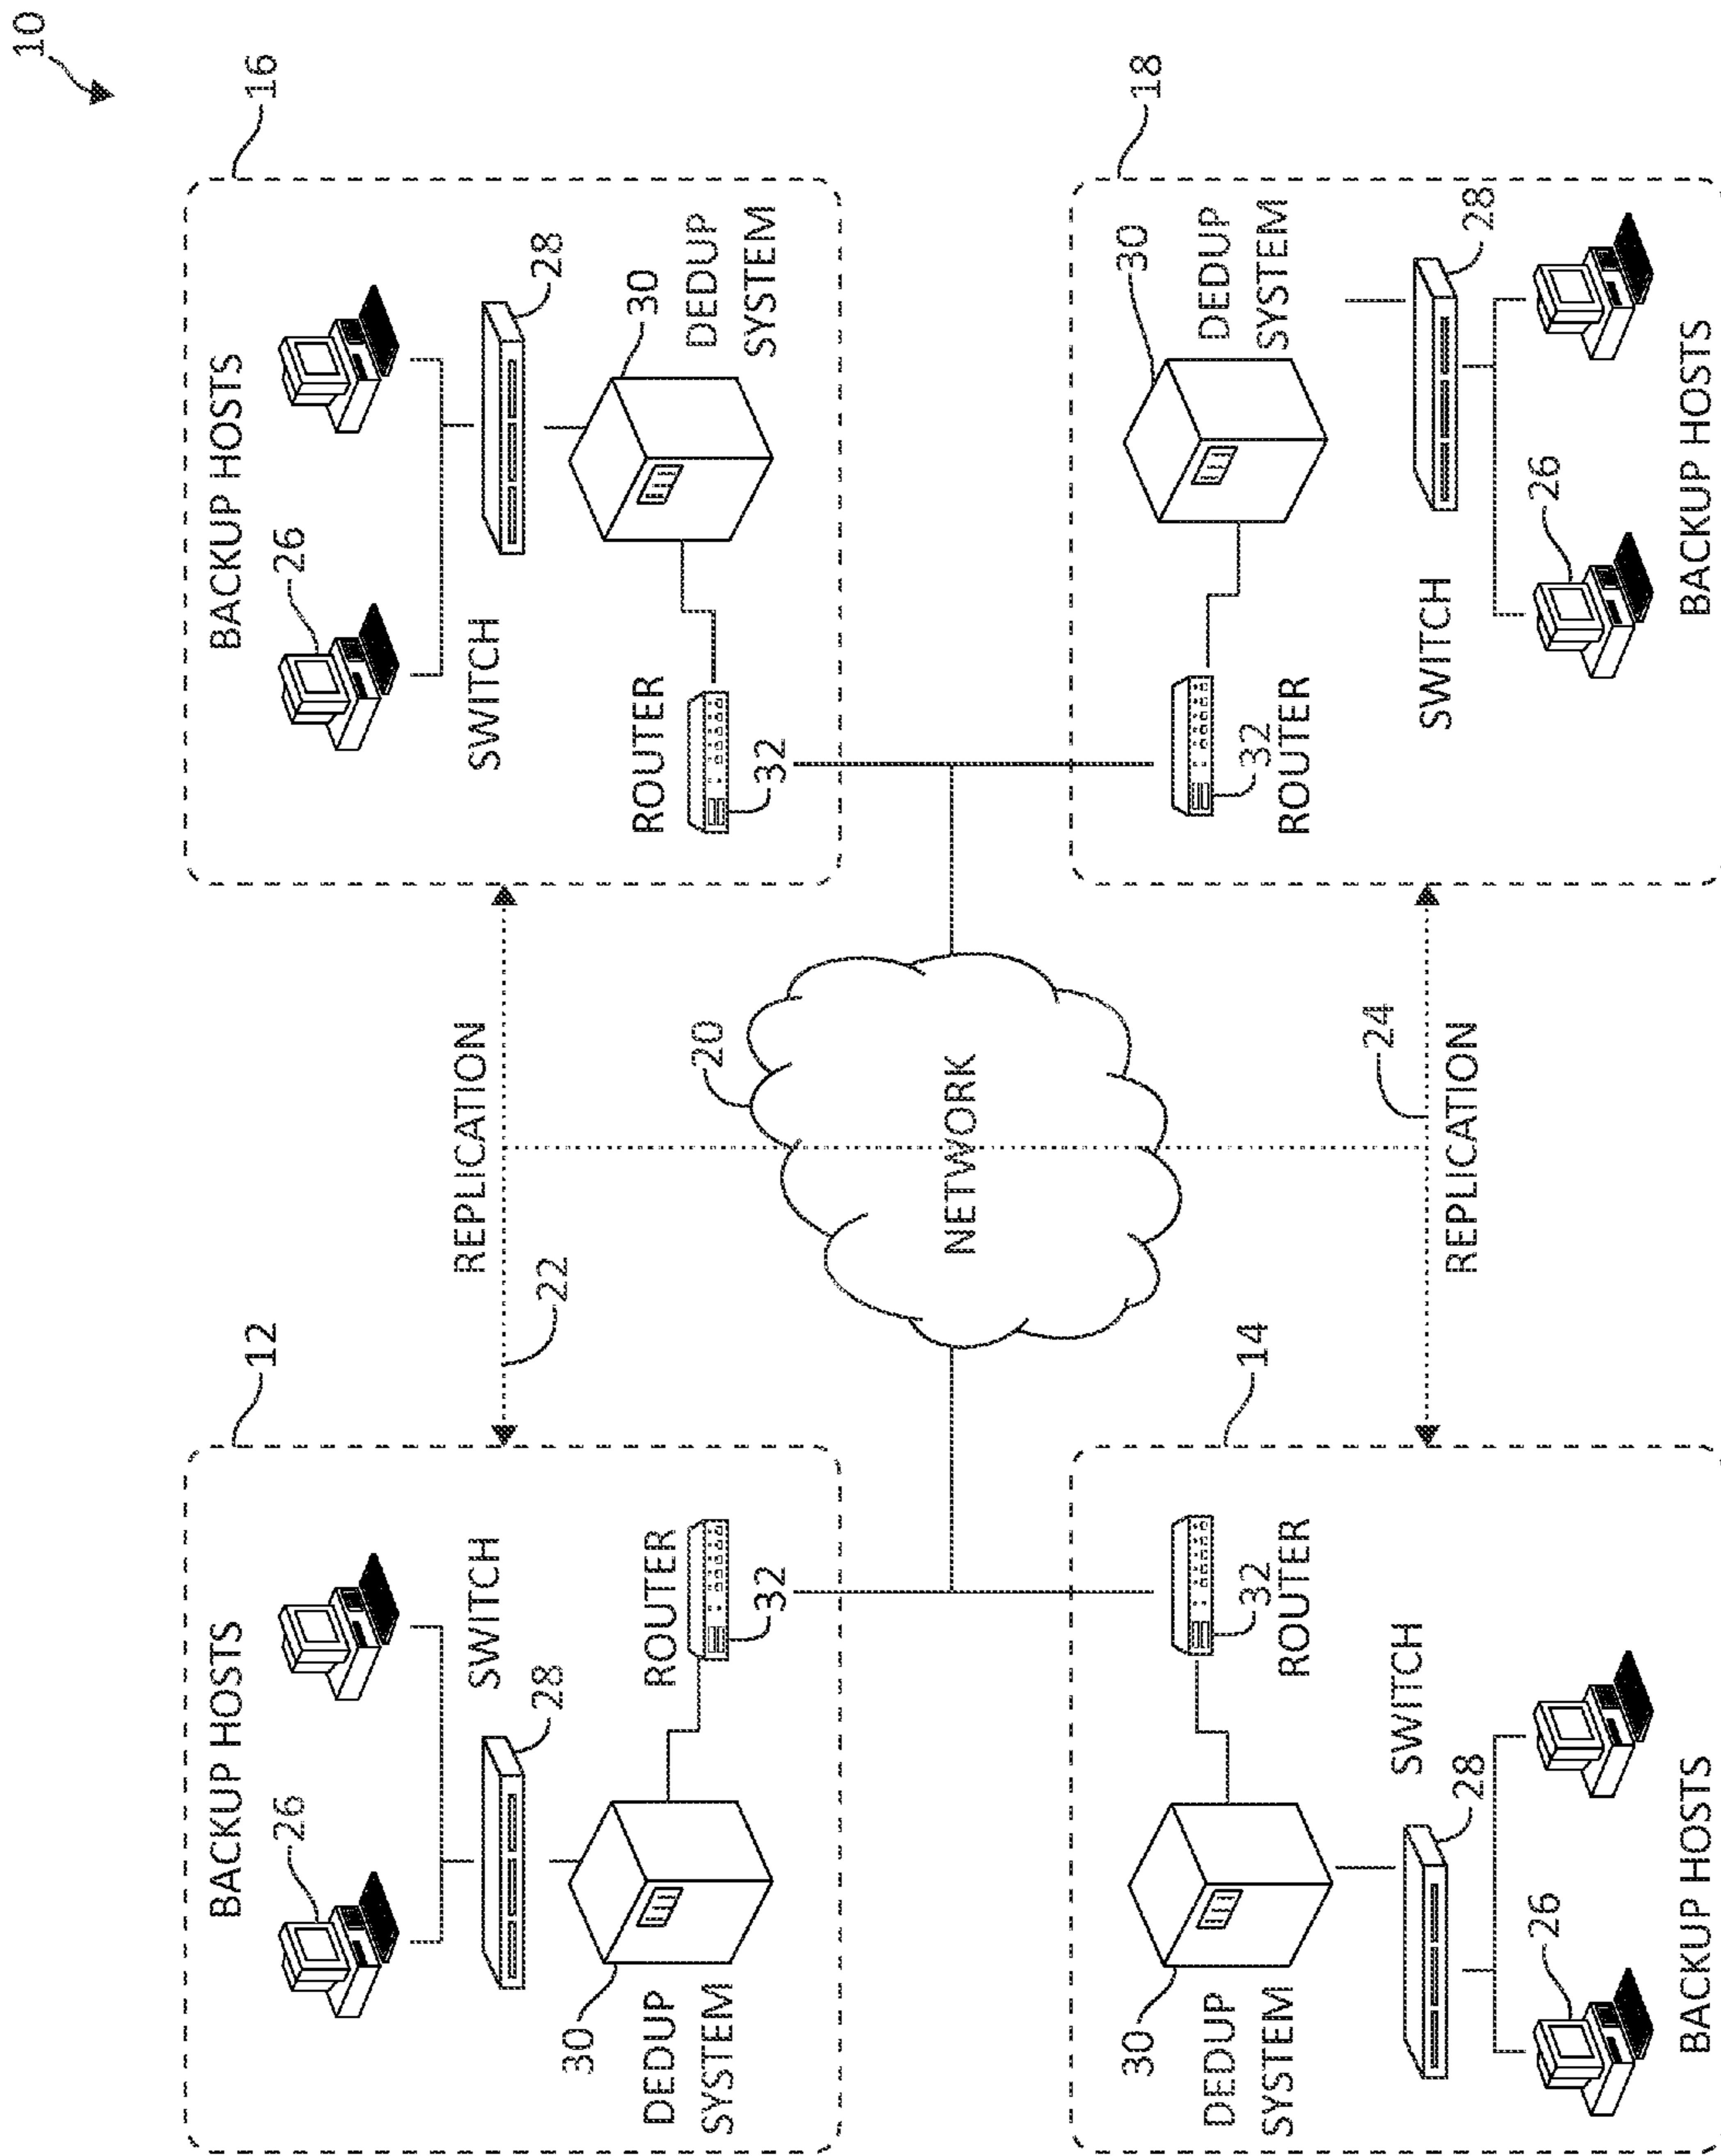 10
12
BACKUP HOSTS
26
SWITCH
28
30
DEDUP
SYSTEM
ROUTER
32
REPLICATION
22
16
BACKUP HOSTS
26
SWITCH
28
30
DEDUP
SYSTEM
ROUTER
32
20
NETWORK
14
30
DEDUP
SYSTEM
32
ROUTER
SWITCH
28
26
BACKUP HOSTS
24
REPLICATION
18
30
DEDUP
SYSTEM
32
ROUTER
SWITCH
28
26
BACKUP HOSTS